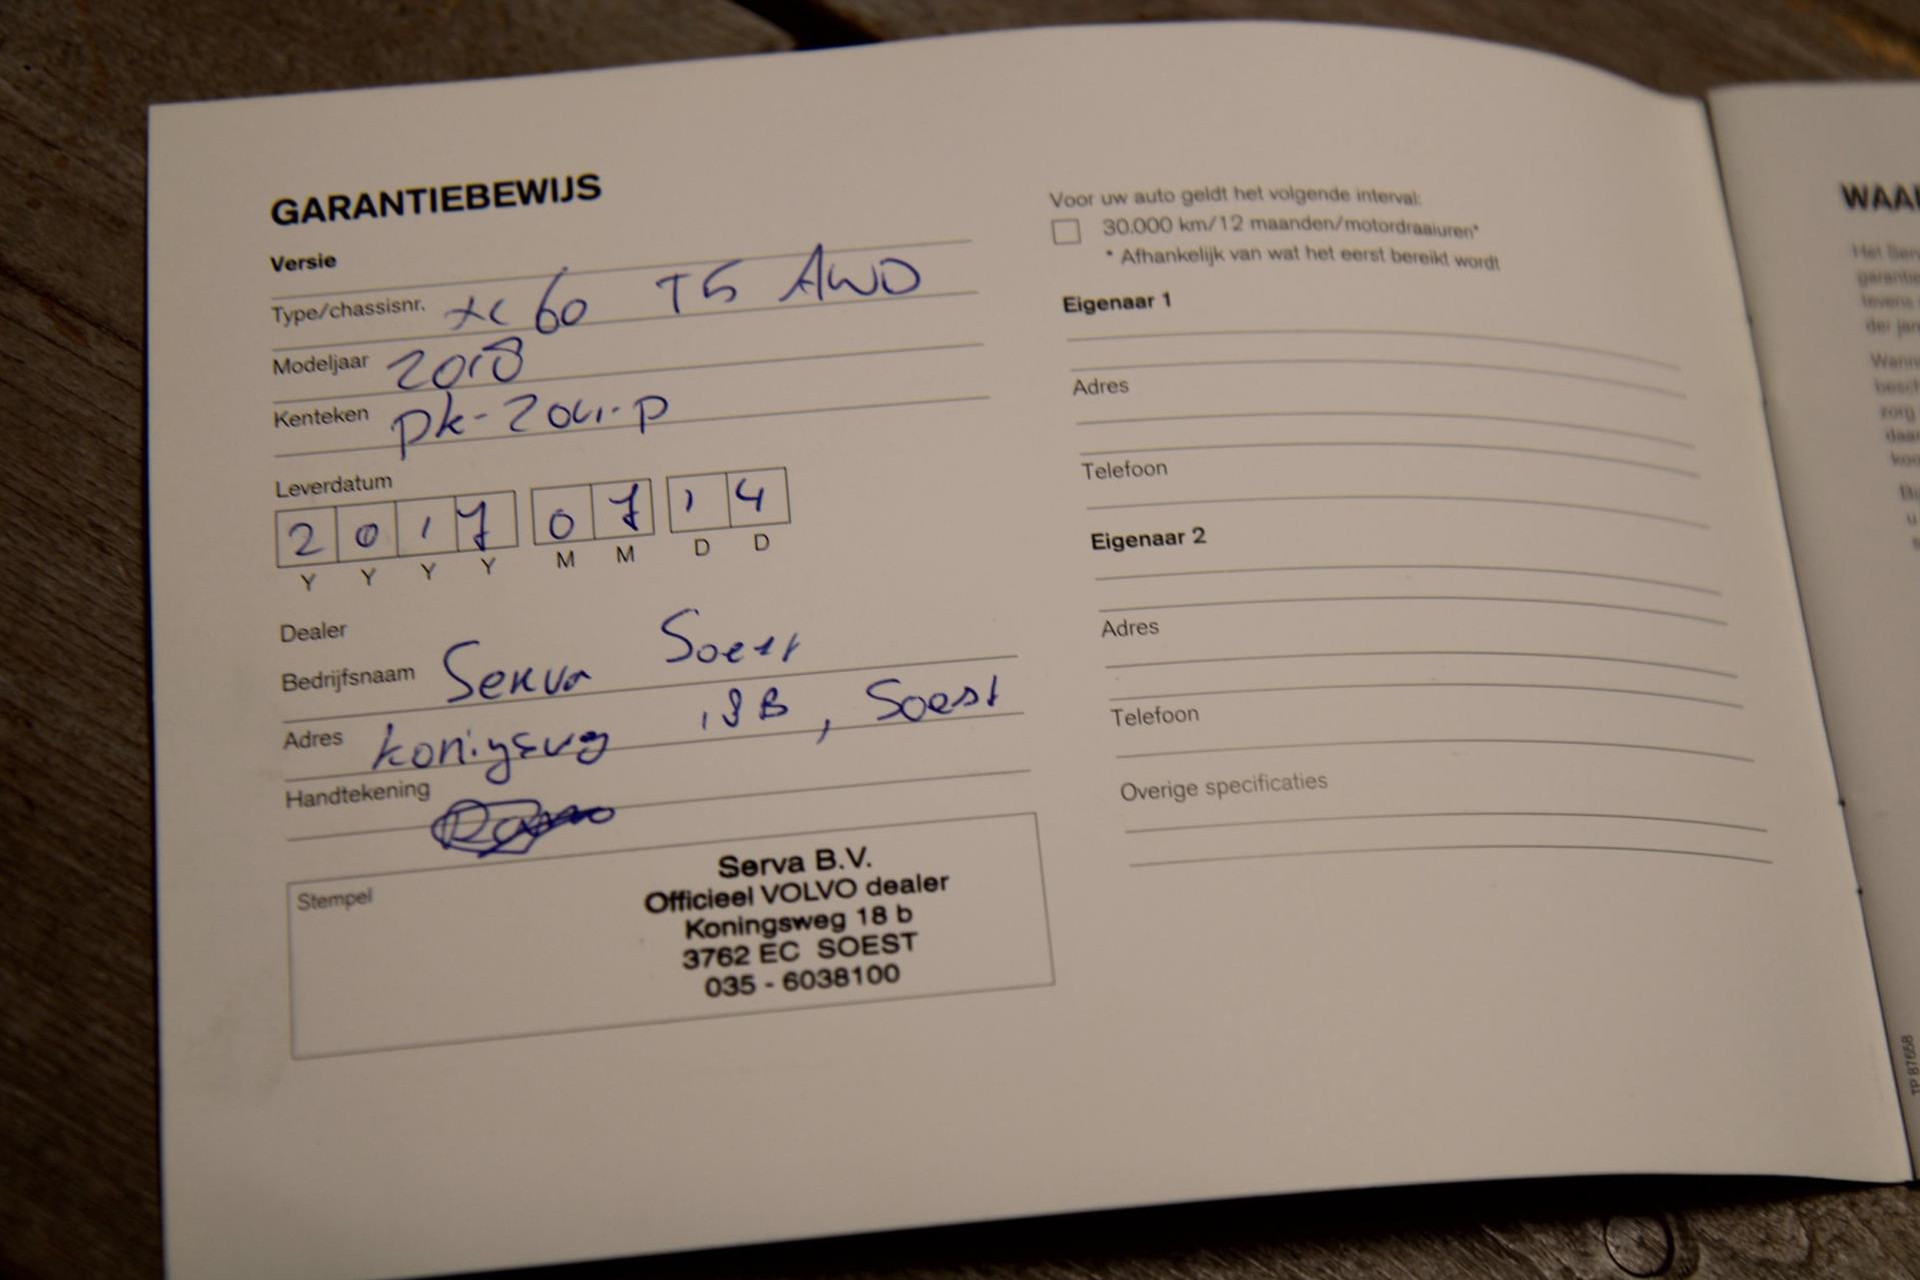 GARANTIEBEWIJS
Versie
Type/chassisnr. xc 60 T5 AWD
Modeljaar 2018
Kenteken
Leverdatum
2 0 1 7 0 7 1 4
Y Y Y Y M M D D
Dealer
Bedrijfsnaam Serva Soest
Adres 18B, Soest
Handtekening
Stempel
Serva B.V.
Officieel VOLVO dealer
Koningsweg 18 b
3762 EC SOEST
035 - 6038100
Voor uw auto geldt het volgende interval:
30.000 km/12 maanden/motordraaiuren*
* Afhankelijk van wat het eerst bereikt wordt
Eigenaar 1
Adres
Telefoon
Eigenaar 2
Adres
Telefoon
Overige specificaties
TP 87658